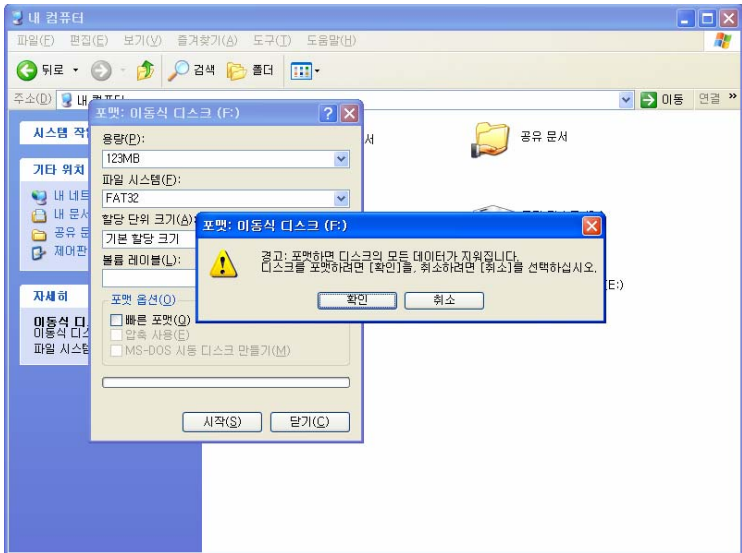 내 컴퓨터
파일(F) 편집(E) 보기(V) 즐겨찾기(A) 도구(T) 도움말(H)
뒤로 검색 폴더
주소(D) 내 이동 연결 »
포맷: 이동식 디스크 (F:)
용량(P):
123MB
파일 시스템(F):
FAT32
할당 단위 크기(A):
기본 할당 크기
볼륨 레이블(L):
포맷 옵션(O)
빠른 포맷(Q)
압축 사용(E)
MS-DOS 시동 디스크 만들기(M)
시작(S) 닫기(C)
포맷: 이동식 디스크 (F:)
경고: 포맷하면 디스크의 모든 데이터가 지워집니다.
디스크를 포맷하려면 [확인]을, 취소하려면 [취소]를 선택하십시오.
확인 취소
시스템
기타 위치
내
내
공유
제어판
자세히
이동식
이동식
파일 시스템
서
공유 문서
(E:)